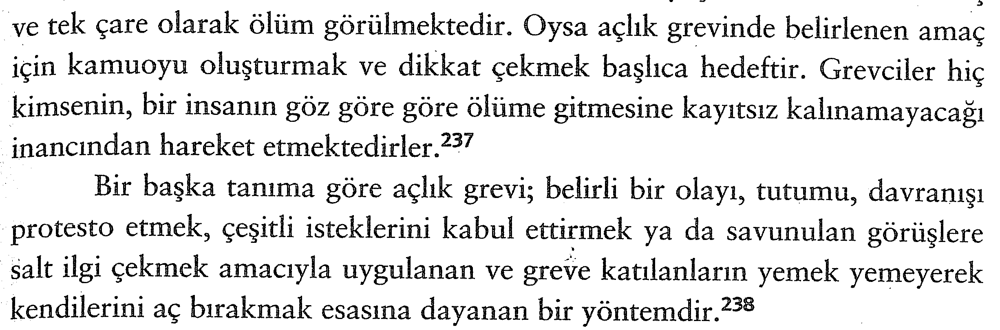 ve tek çare olarak ölüm görülmektedir. Oysa açlık grevinde belirlenen amaç
için kamuoyu oluşturmak ve dikkat çekmek başlıca hedeftir. Grevciler hiç
kimsenin, bir insanın göz göre göre ölüme gitmesine kayıtsız kalınamayacağı
inancından hareket etmektedirler.237
Bir başka tanıma göre açlık grevi; belirli bir olayı, tutumu, davranışı
protesto etmek, çeşitli isteklerini kabul ettirmek ya da savunulan görüşlere
salt ilgi çekmek amacıyla uygulanan ve greve katılanların yemek yemeyerek
kendilerini aç bırakmak esasına dayanan bir yöntemdir.238